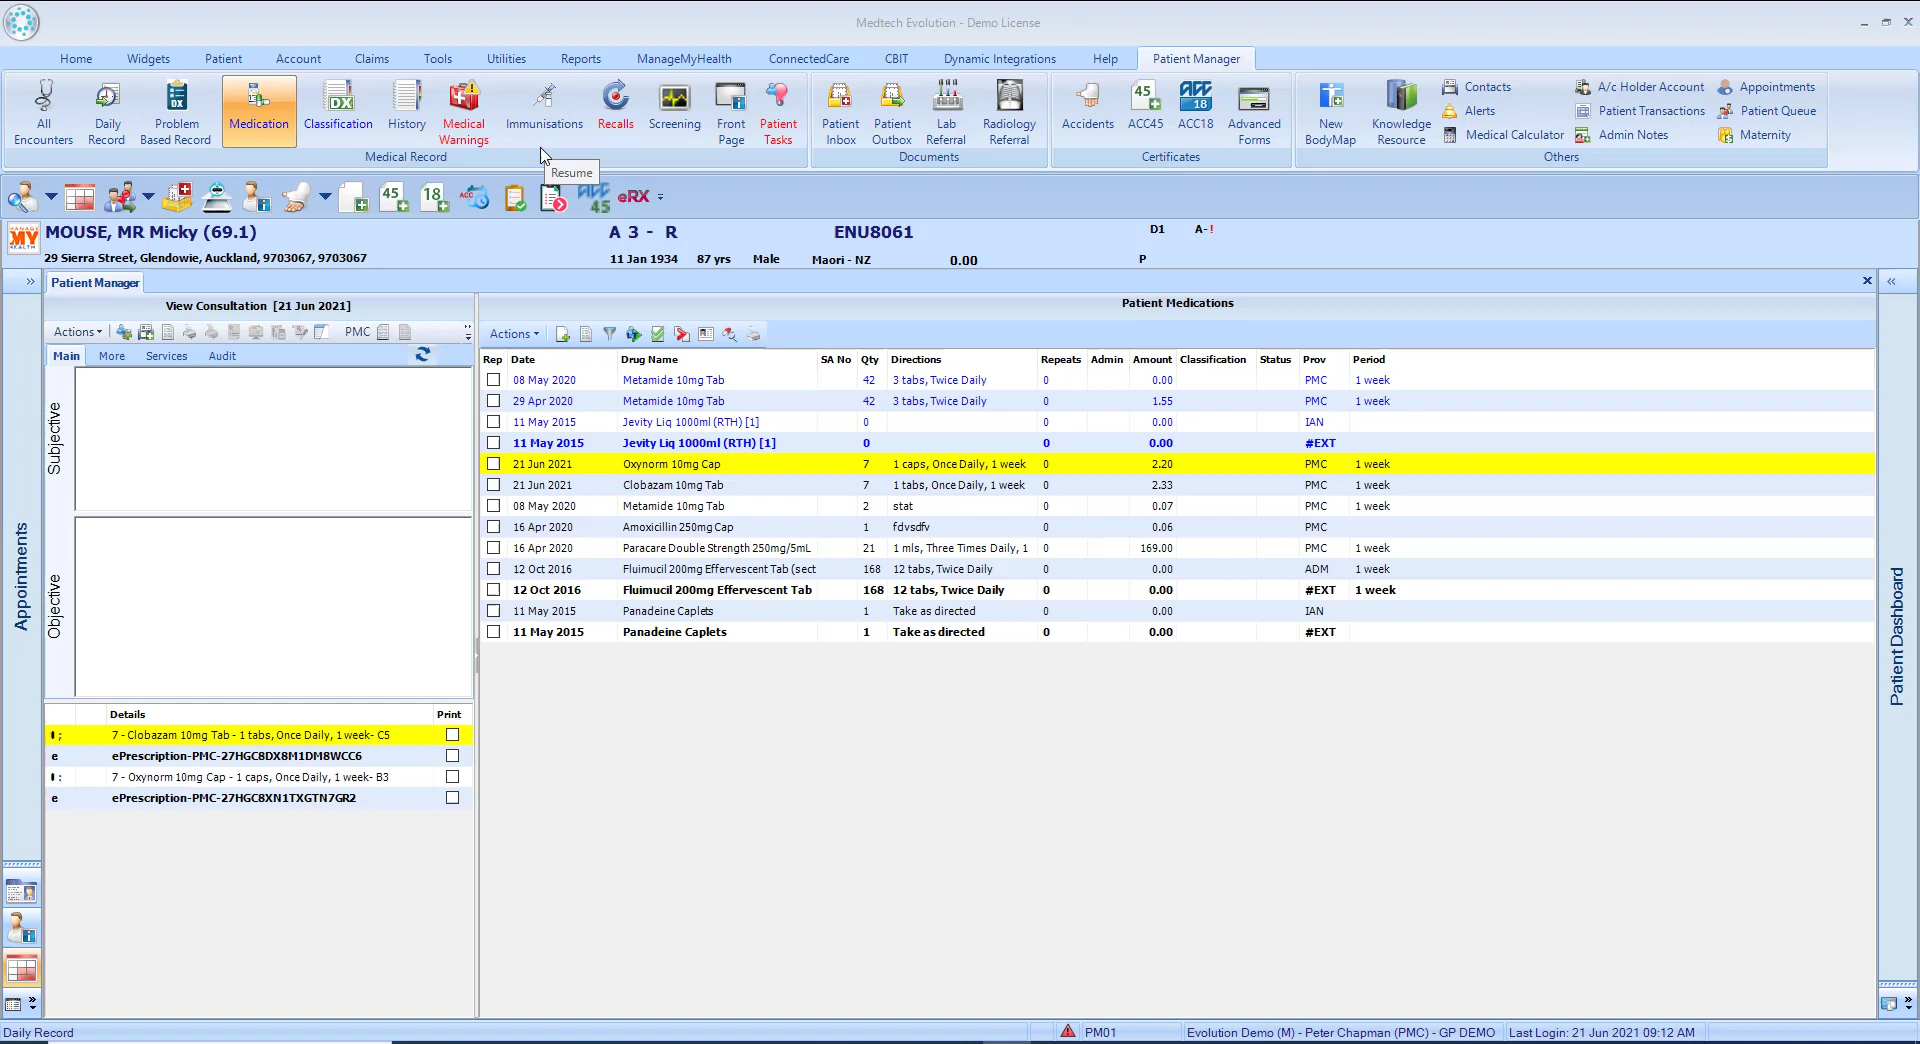 Medtech Evolution - Demo License
Home Widgets Patient Account Claims Tools Utilities Reports ManageMyHealth ConnectedCare CBIT Dynamic Integrations Help Patient Manager
All Encounters
Daily Record
Problem Based Record
Medication
Classification
History
Medical Warnings
Immunisations
Recalls
Screening
Front Page
Patient Tasks
Medical Record
Patient Inbox
Patient Outbox
Lab Referral
Radiology Referral
Documents
Accidents
45 ACC45
ACC 18 ACC18
Advanced Forms
Certificates
New BodyMap
Knowledge Resource
Contacts
Alerts
Medical Calculator
A/c Holder Account
Patient Transactions
Admin Notes
Appointments
Patient Queue
Maternity
Others
Resume
45 18 ACC ACC 45 eRX
MANAGE MY HEALTH
MOUSE, MR Micky (69.1) A 3 - R ENU8061 D1 A-!
29 Sierra Street, Glendowie, Auckland, 9703067, 9703067 11 Jan 1934 87 yrs Male Maori - NZ 0.00 P
Patient Manager
View Consultation [21 Jun 2021]
Actions PMC
Main More Services Audit
Subjective
Objective
Details Print
7 - Clobazam 10mg Tab - 1 tabs, Once Daily, 1 week- C5
e ePrescription-PMC-27HGC8DX8M1DM8WCC6
7 - Oxynorm 10mg Cap - 1 caps, Once Daily, 1 week- B3
e ePrescription-PMC-27HGC8XN1TXGTN7GR2
Appointments
Patient Medications
Actions
Rep Date Drug Name SA No Qty Directions Repeats Admin Amount Classification Status Prov Period
08 May 2020 Metamide 10mg Tab 42 3 tabs, Twice Daily 0 0.00 PMC 1 week
29 Apr 2020 Metamide 10mg Tab 42 3 tabs, Twice Daily 0 1.55 PMC 1 week
11 May 2015 Jevity Liq 1000ml (RTH) [1] 0 0 0.00 IAN
11 May 2015 Jevity Liq 1000ml (RTH) [1] 0 0 0.00 #EXT
21 Jun 2021 Oxynorm 10mg Cap 7 1 caps, Once Daily, 1 week 0 2.20 PMC 1 week
21 Jun 2021 Clobazam 10mg Tab 7 1 tabs, Once Daily, 1 week 0 2.33 PMC 1 week
08 May 2020 Metamide 10mg Tab 2 stat 0 0.07 PMC 1 week
16 Apr 2020 Amoxicillin 250mg Cap 1 fdvsdfv 0 0.06 PMC
16 Apr 2020 Paracare Double Strength 250mg/5mL 21 1 mls, Three Times Daily, 1 0 169.00 PMC 1 week
12 Oct 2016 Fluimucil 200mg Effervescent Tab (sect 168 12 tabs, Twice Daily 0 0.00 ADM 1 week
12 Oct 2016 Fluimucil 200mg Effervescent Tab 168 12 tabs, Twice Daily 0 0.00 #EXT 1 week
11 May 2015 Panadeine Caplets 1 Take as directed 0 0.00 IAN
11 May 2015 Panadeine Caplets 1 Take as directed 0 0.00 #EXT
Patient Dashboard
Daily Record PM01 Evolution Demo (M) - Peter Chapman (PMC) - GP DEMO Last Login: 21 Jun 2021 09:12 AM